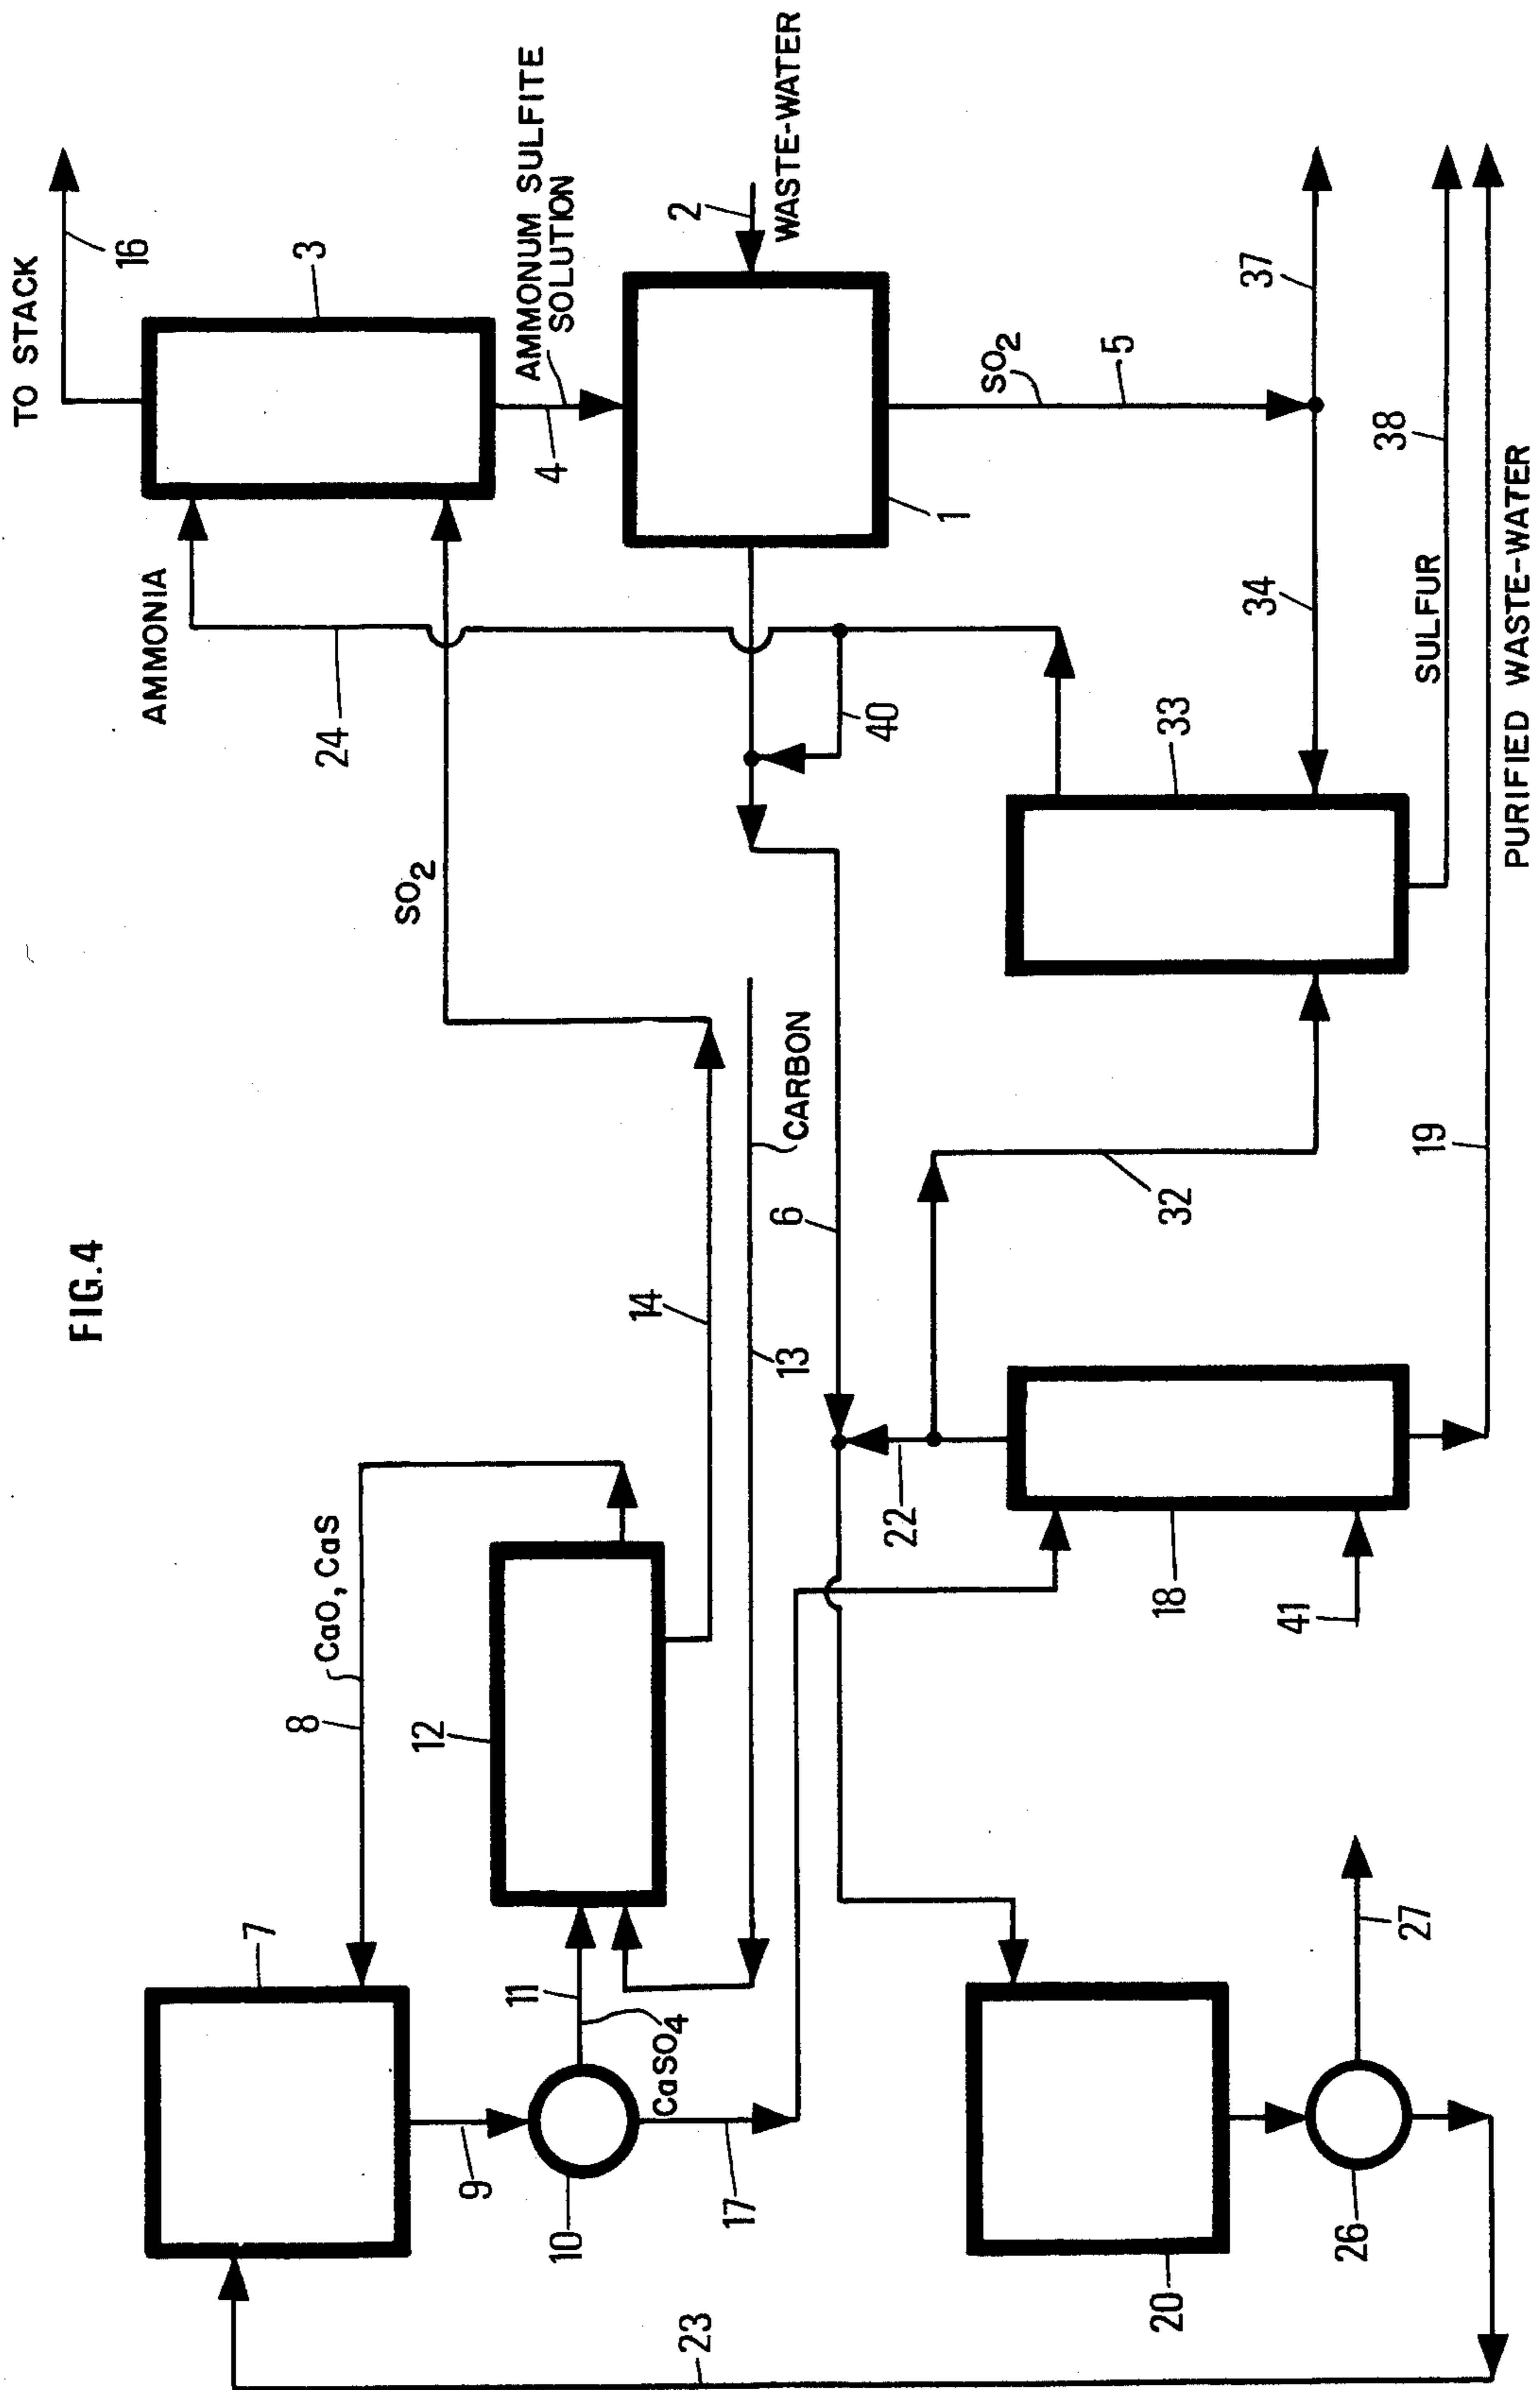 FIG.4
TO STACK
16
AMMONIA
7
3
8
CaO, CaS
24
SO₂
12
9
11
AMMONUM SULFITE
SOLUTION
4
10
14
CaSO₄
2
23
17
6
WASTE-WATER
13
CARBON
40
22
1
SO₂
5
20
18
32
33
34
37
41
26
38
27
19
SULFUR
PURIFIED WASTE-WATER